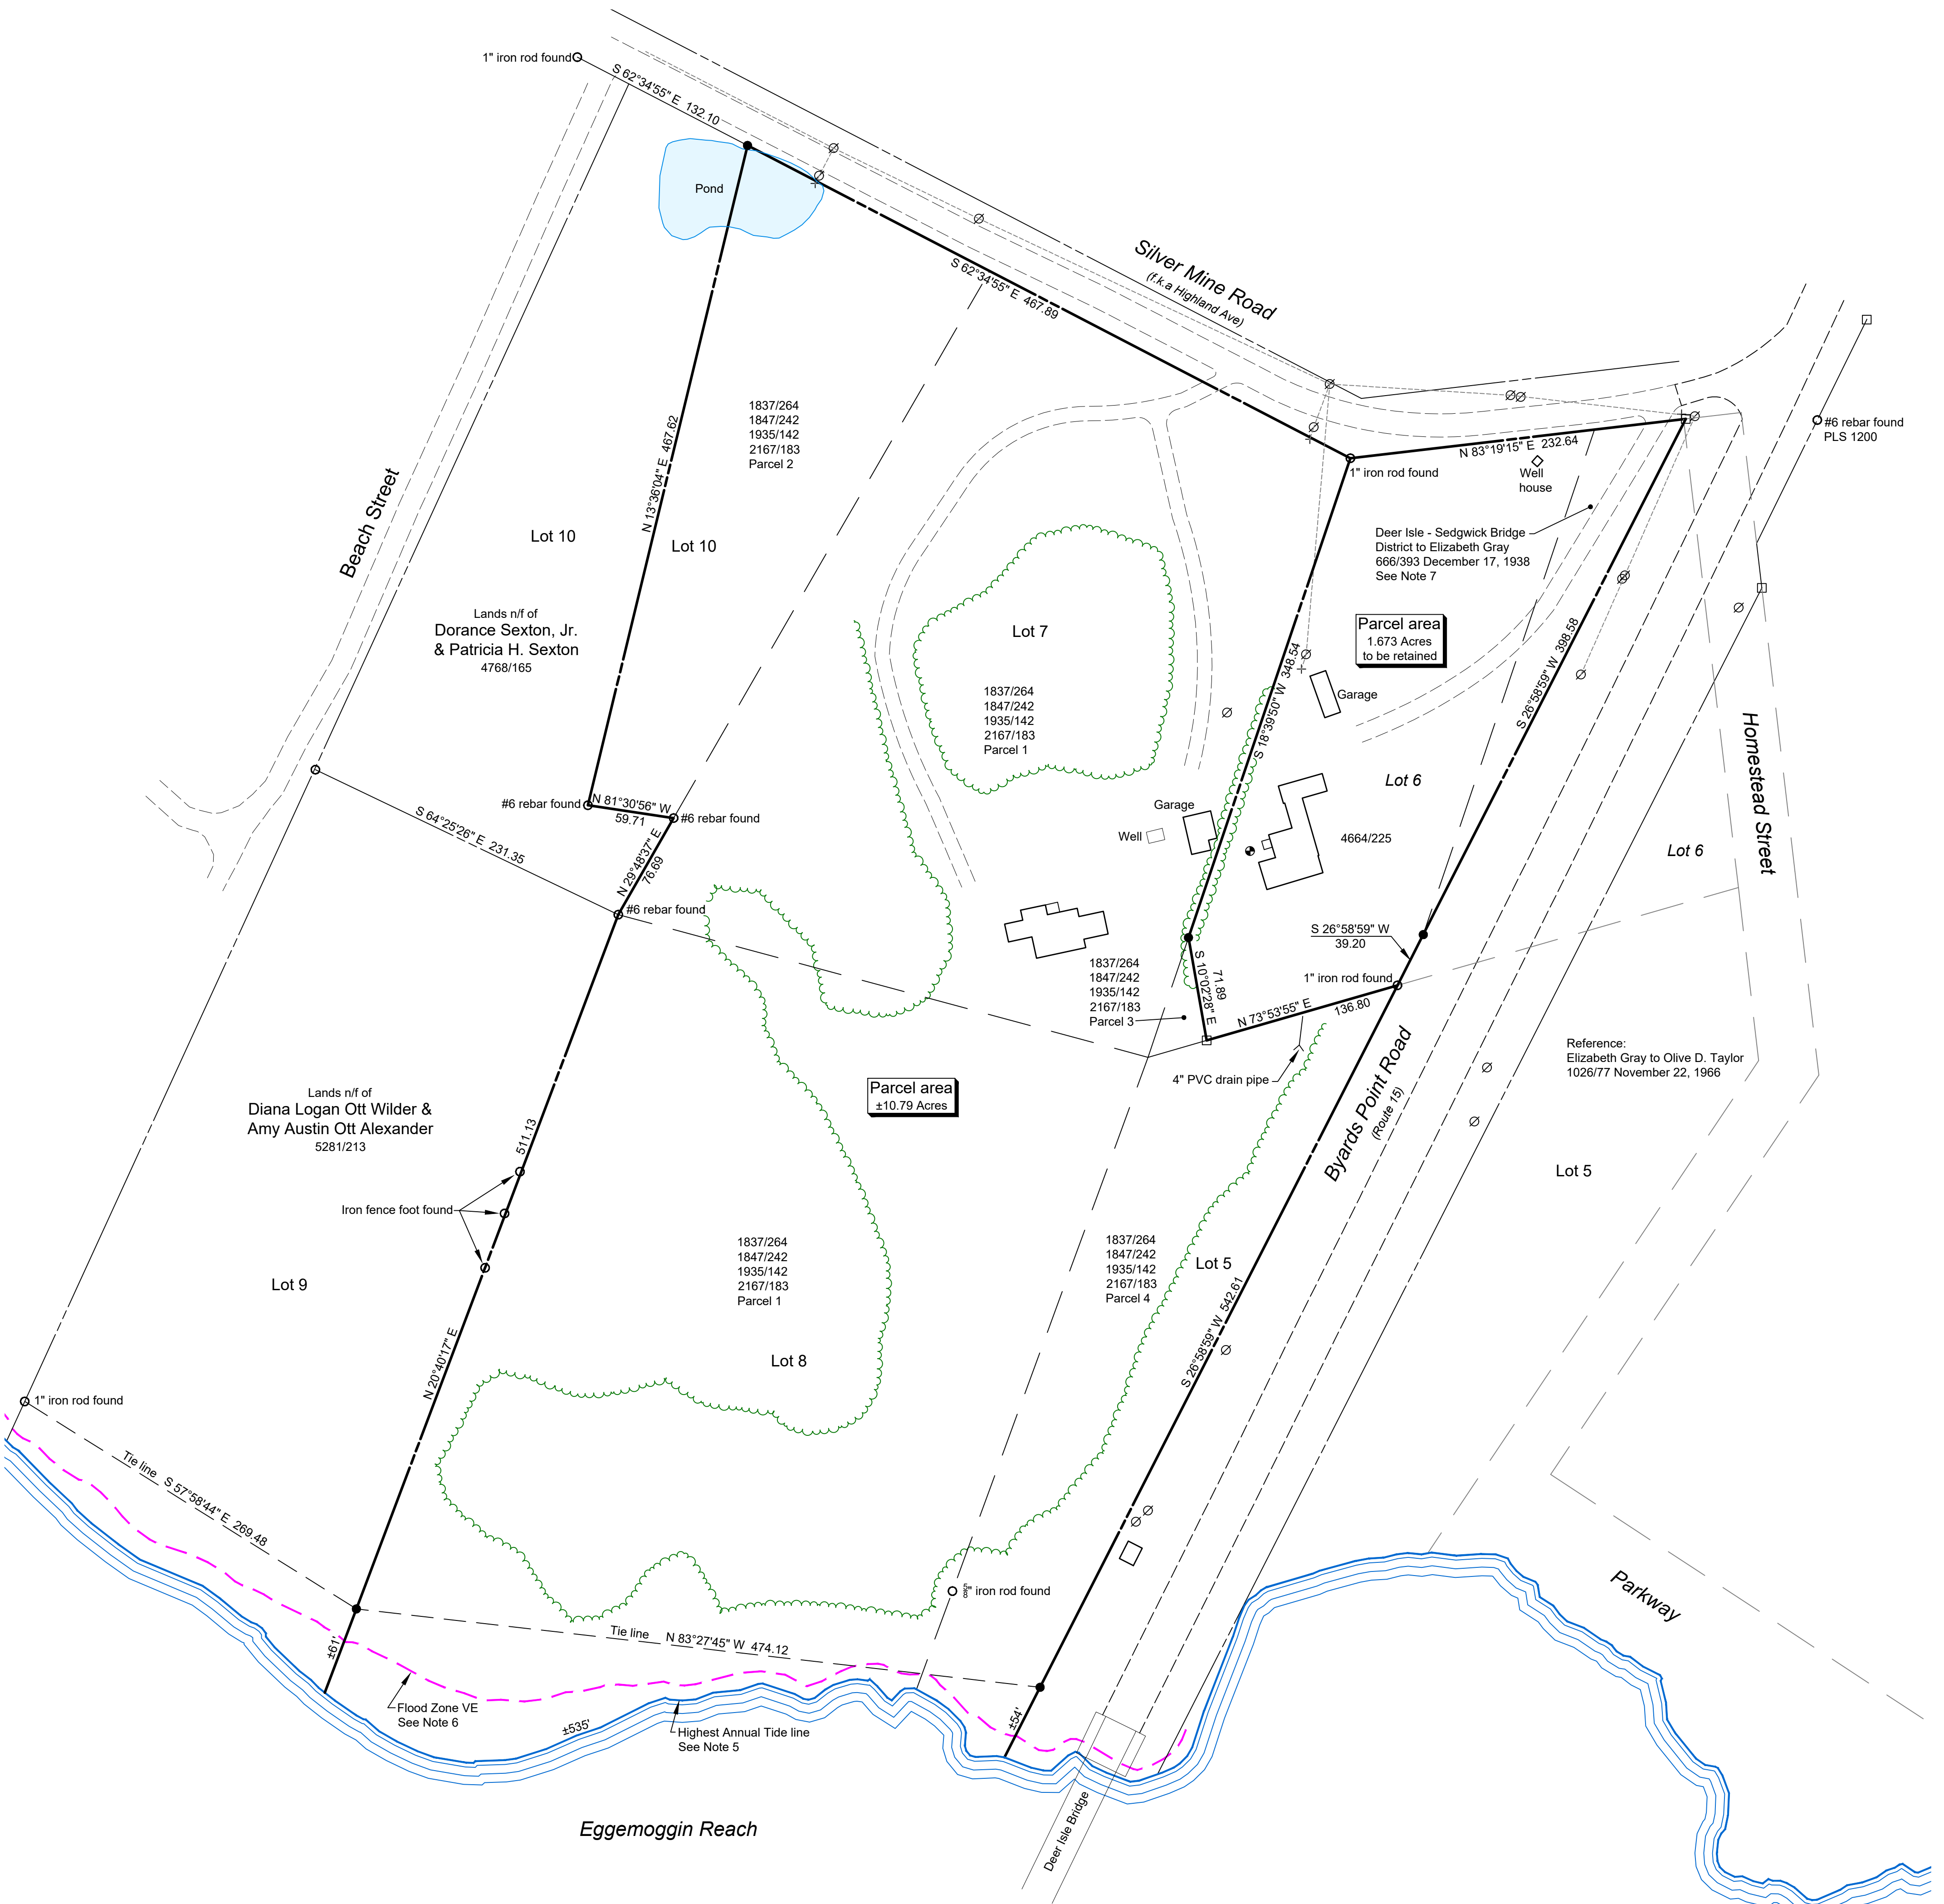 1" iron rod found
S 62°34'55" E 132.10
Pond
Silver Mine Road
(f.k.a Highland Ave)
S 62°34'55" E 467.89
N 13°36'04" E 467.62
1837/264
1847/242
1935/142
2167/183
Parcel 2
Beach Street
Lot 10
Lot 10
#6 rebar found
PLS 1200
N 83°19'15" E 232.64
1" iron rod found
Well
house
Deer Isle - Sedgwick Bridge
District to Elizabeth Gray
666/393 December 17, 1938
See Note 7
Lands n/f of
Dorance Sexton, Jr.
& Patricia H. Sexton
4768/165
Lot 7
1837/264
1847/242
1935/142
2167/183
Parcel 1
Parcel area
1.673 Acres
to be retained
S 18°39'50" W 348.54
S 26°58'59" W 398.58
Garage
Homestead Street
Lot 6
#6 rebar found
N 81°30'56" W
59.71
#6 rebar found
Garage
Well
4664/225
Lot 6
S 64°25'26" E 231.35
N 29°48'37" E
76.69
#6 rebar found
S 26°58'59" W
39.20
1837/264
1847/242
1935/142
2167/183
Parcel 3
71.89
S 10°02'28" E
1" iron rod found
N 73°53'55" E
136.80
Reference:
Elizabeth Gray to Olive D. Taylor
1026/77 November 22, 1966
4" PVC drain pipe
Byards Point Road
(Route 15)
Parcel area
±10.79 Acres
Lands n/f of
Diana Logan Ott Wilder &
Amy Austin Ott Alexander
5281/213
511.13
Iron fence foot found
Lot 5
1837/264
1847/242
1935/142
2167/183
Parcel 1
1837/264
1847/242
1935/142
2167/183
Parcel 4
Lot 5
Lot 9
N 20°40'17" E
Lot 8
S 26°58'59" W 542.61
1" iron rod found
Tie line S 57°58'44" E 269.48
5/8" iron rod found
Parkway
Tie line N 83°27'45" W 474.12
±61'
Flood Zone VE
See Note 6
±535'
Highest Annual Tide line
See Note 5
±54'
Eggemoggin Reach
Deer Isle Bridge